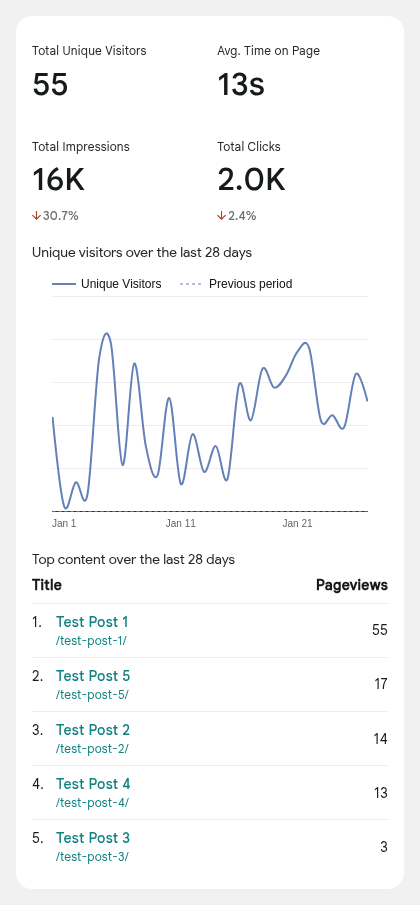 Total Unique Visitors
Avg. Time on Page
55
13s
Total Impressions
Total Clicks
16K
2.0K
↓30.7%
↓2.4%
Unique visitors over the last 28 days
Unique Visitors
Previous period
Jan 1
Jan 11
Jan 21
Top content over the last 28 days
Title
Pageviews
1. Test Post 1
/test-post-1/
55
2. Test Post 5
/test-post-5/
17
3. Test Post 2
/test-post-2/
14
4. Test Post 4
/test-post-4/
13
5. Test Post 3
/test-post-3/
3